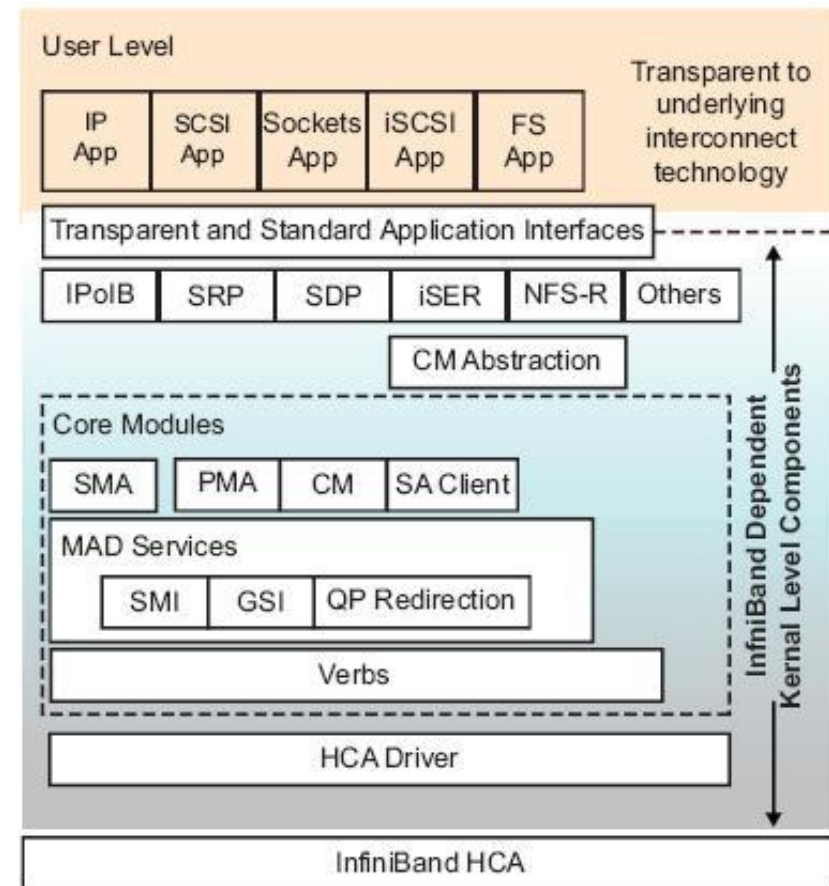 User Level
Transparent to
underlying
interconnect
technology
IP
App
SCSI
App
Sockets
App
iSCSI
App
FS
App
Transparent and Standard Application Interfaces
IPoIB
SRP
SDP
iSER
NFS-R
Others
CM Abstraction
Core Modules
SMA
PMA
CM
SA Client
MAD Services
SMI
GSI
QP Redirection
Verbs
HCA Driver
InfniBand Dependent
Kernal Level Components
InfiniBand HCA